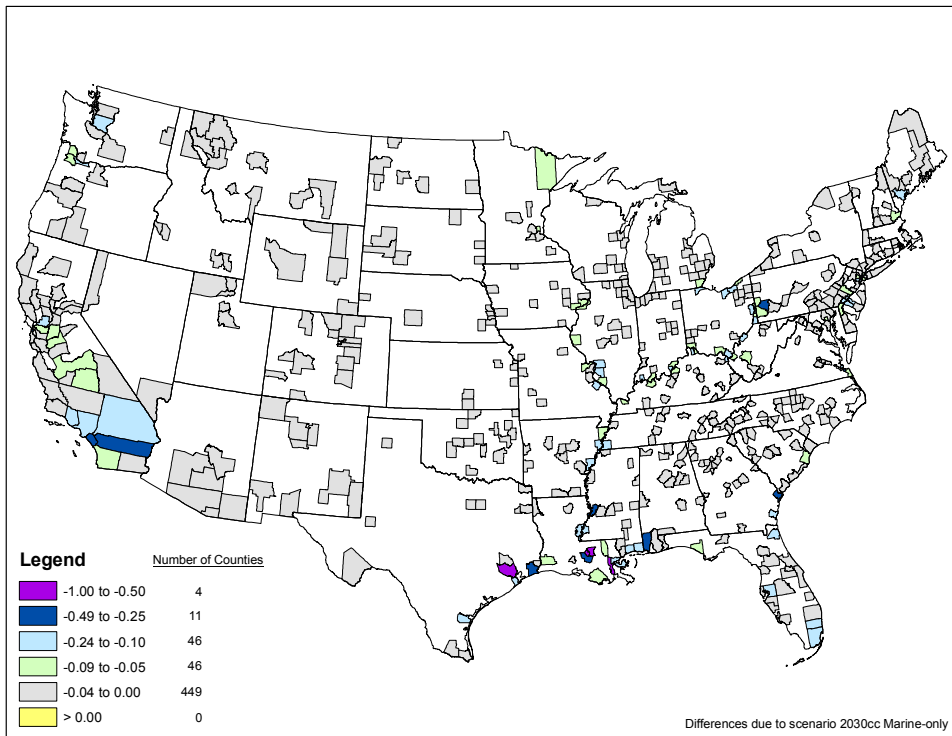 Legend Number of Counties
-1.00 to -0.50 4
-0.49 to -0.25 11
-0.24 to -0.10 46
-0.09 to -0.05 46
-0.04 to 0.00 449
> 0.00 0
Differences due to scenario 2030cc Marine-only